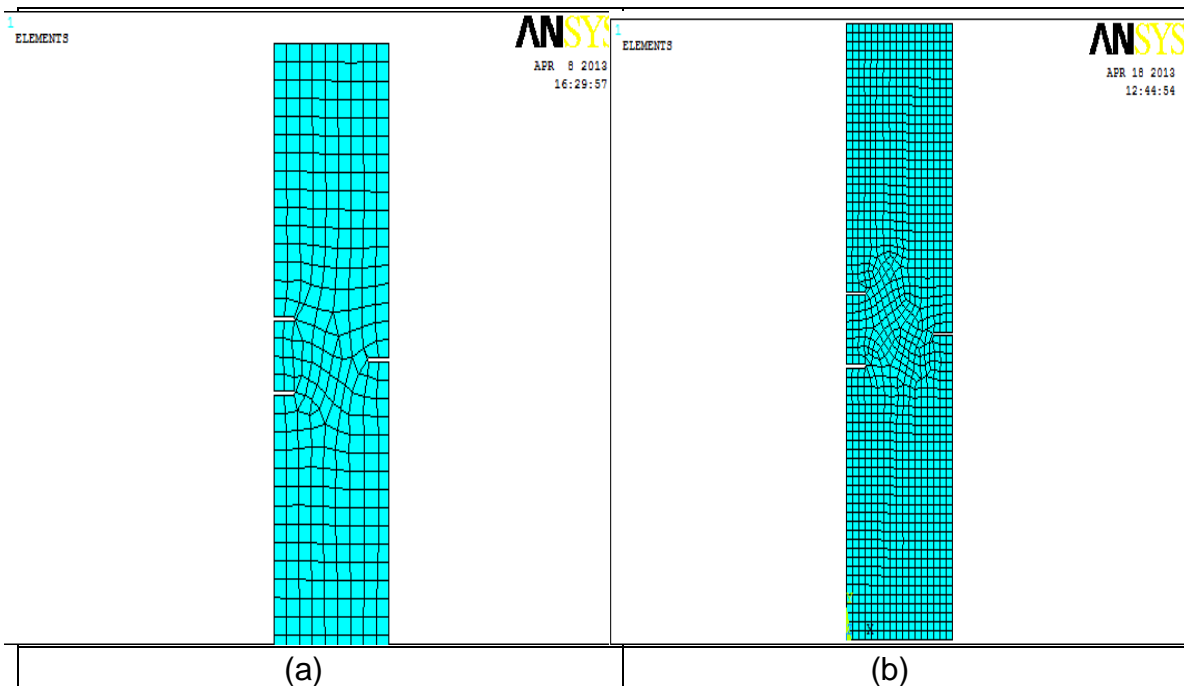 1
ELEMENTS
ANSYS
APR 8 2013
16:29:57
1
ELEMENTS
ANSYS
APR 18 2013
12:44:54
X
(a)
(b)